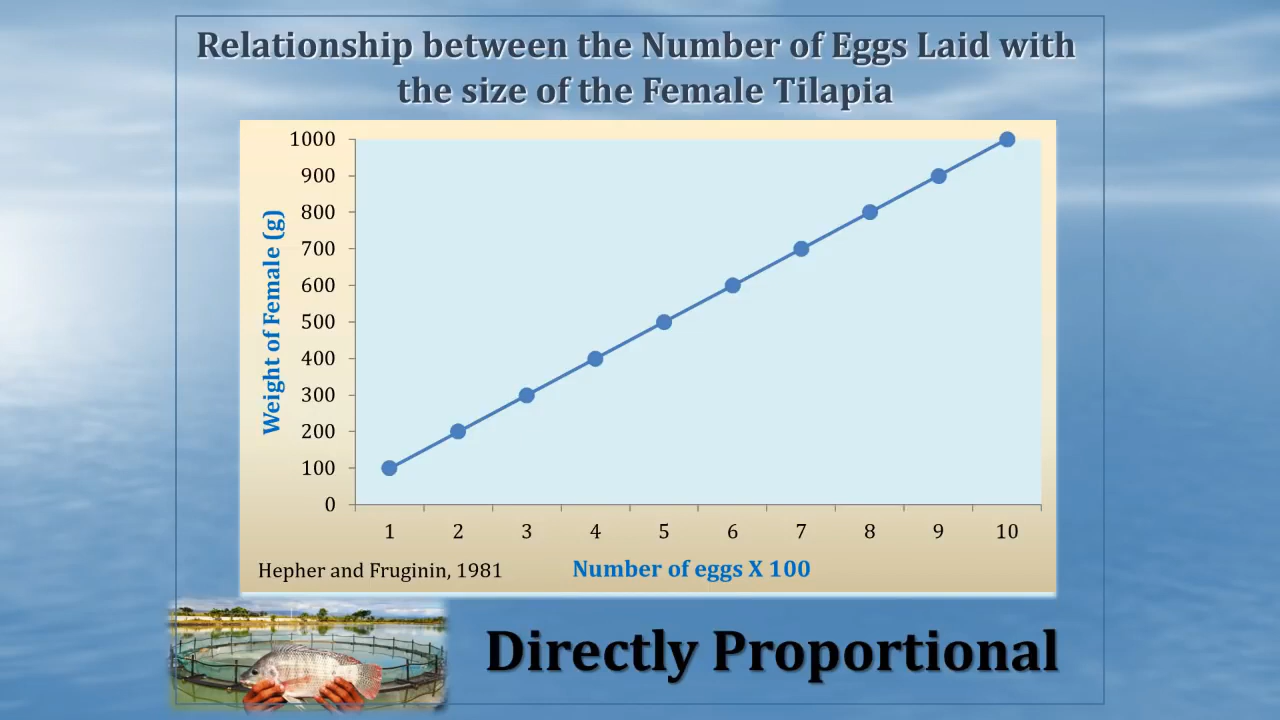 Relationship between the Number of Eggs Laid with
the size of the Female Tilapia
1000
900
800
700
600
500
400
300
200
100
0
Weight of Female (g)
1 2 3 4 5 6 7 8 9 10
Hepher and Fruginin, 1981
Number of eggs X 100
Directly Proportional